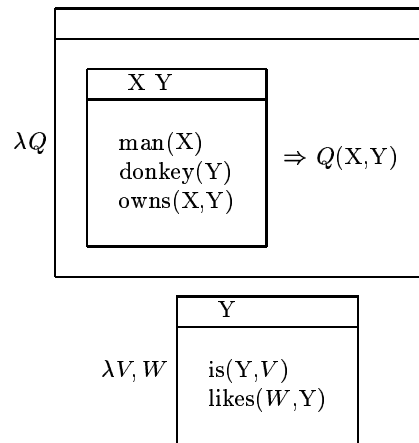 X Y
man(X)
λQ donkey(Y) ⇒ Q(X,Y)
owns(X,Y)
Y
λV, W is(Y,V)
likes(W,Y)